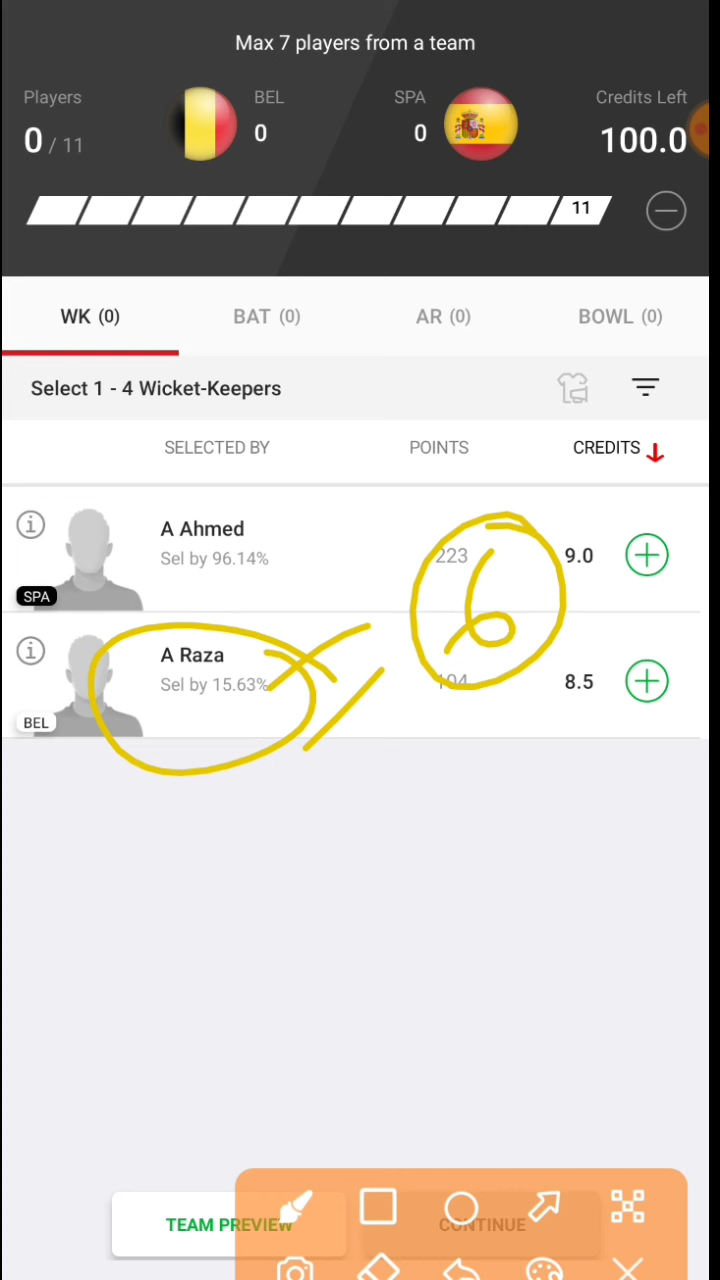 Max 7 players from a team
Players BEL SPA Credits Left
0 / 11 0 0 100.0
11
WK (0) BAT (0) AR (0) BOWL (0)
Select 1 - 4 Wicket-Keepers
SELECTED BY POINTS CREDITS
A Ahmed
Sel by 96.14% 223 9.0
SPA
6
A Raza
Sel by 15.63% 194 8.5
BEL
TEAM PREVIEW CONTINUE